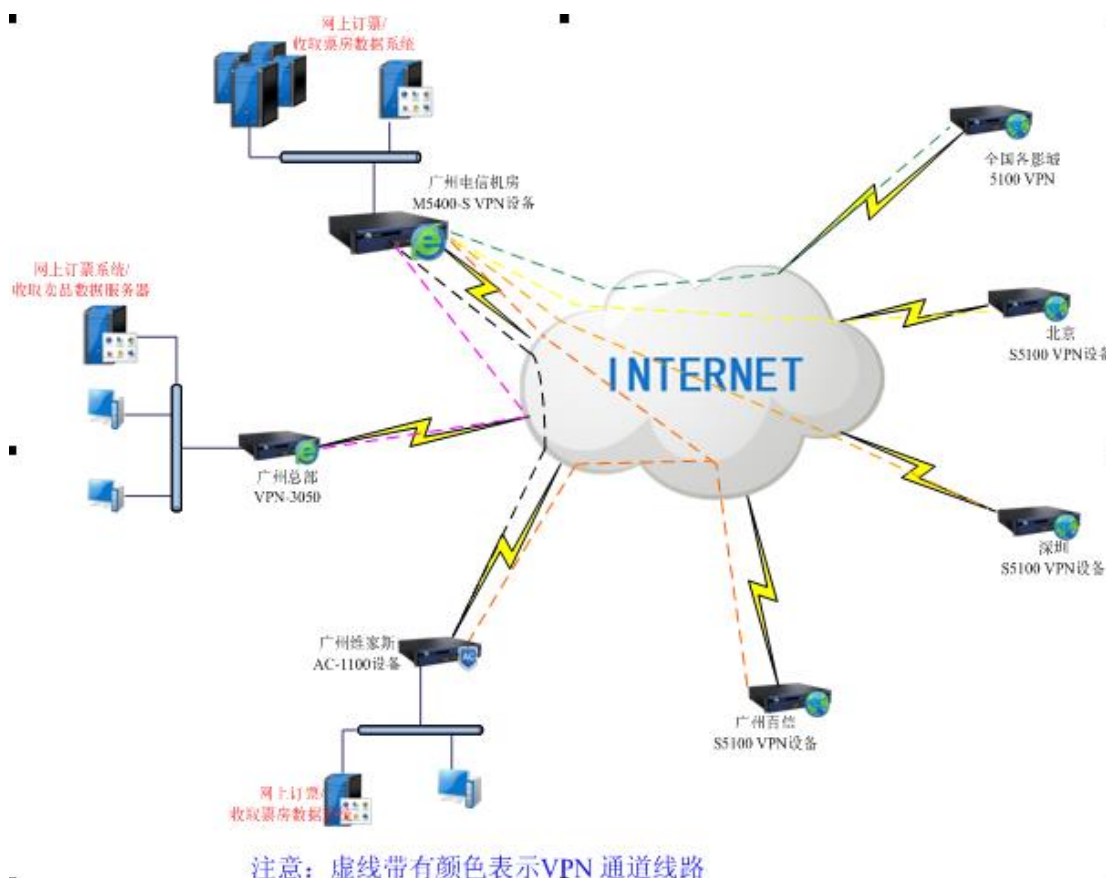 网上订票/
收取票房数据系统
广州电信机房
M5400-S VPN设备
全国各影城
5100 VPN
网上订票系统/
收取卖品数据服务器
北京
S5100 VPN设备
INTERNET
广州总部
VPN-3050
深圳
S5100 VPN设备
广州维家斯
AC-1100设备
AC
广州百信
S5100 VPN设备
网上订票/
收取票房数据系统
注意：虚线带有颜色表示VPN 通道线路